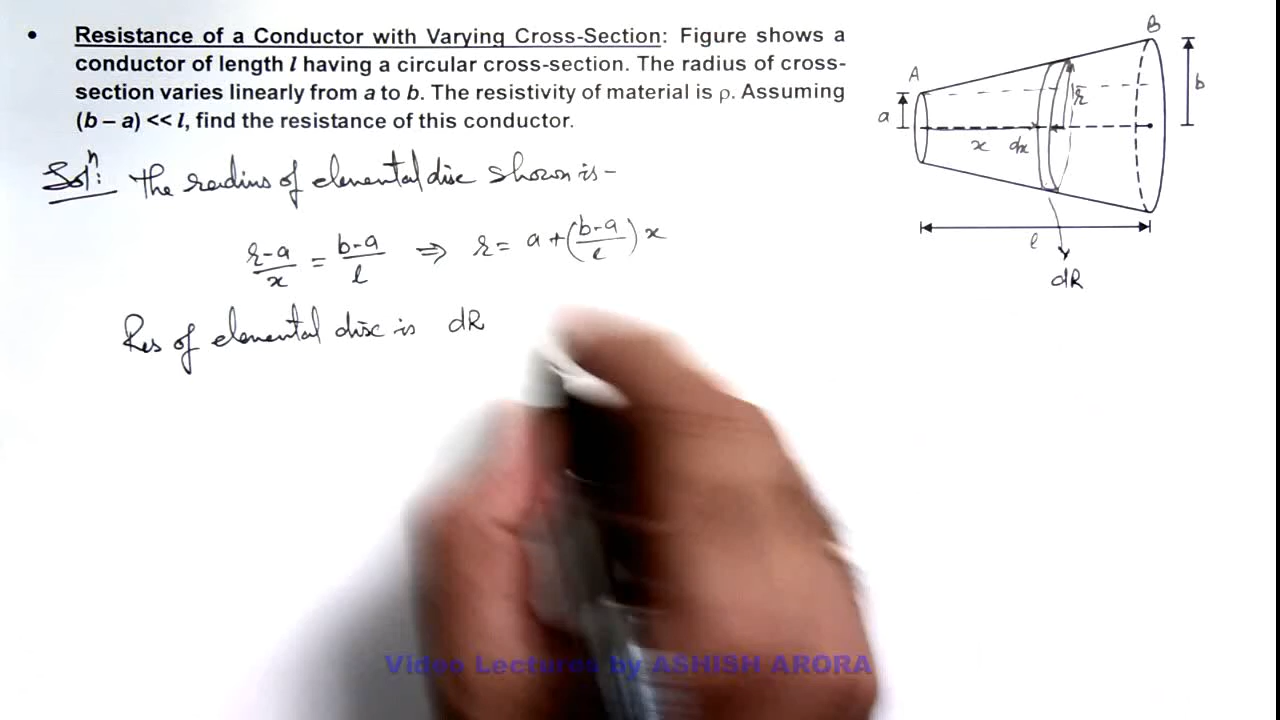 • Resistance of a Conductor with Varying Cross-Section: Figure shows a
conductor of length l having a circular cross-section. The radius of cross-
section varies linearly from a to b. The resistivity of material is ρ. Assuming
(b – a) << l, find the resistance of this conductor.
Solⁿ: The radius of elemental disc shown is –
r-a/x = b-a/l ⇒ r = a + (b-a/l) x
Res of elemental disc is dR
A
B
a
r
b
x dx
l
dR
Video Lectures by ASHISH ARORA